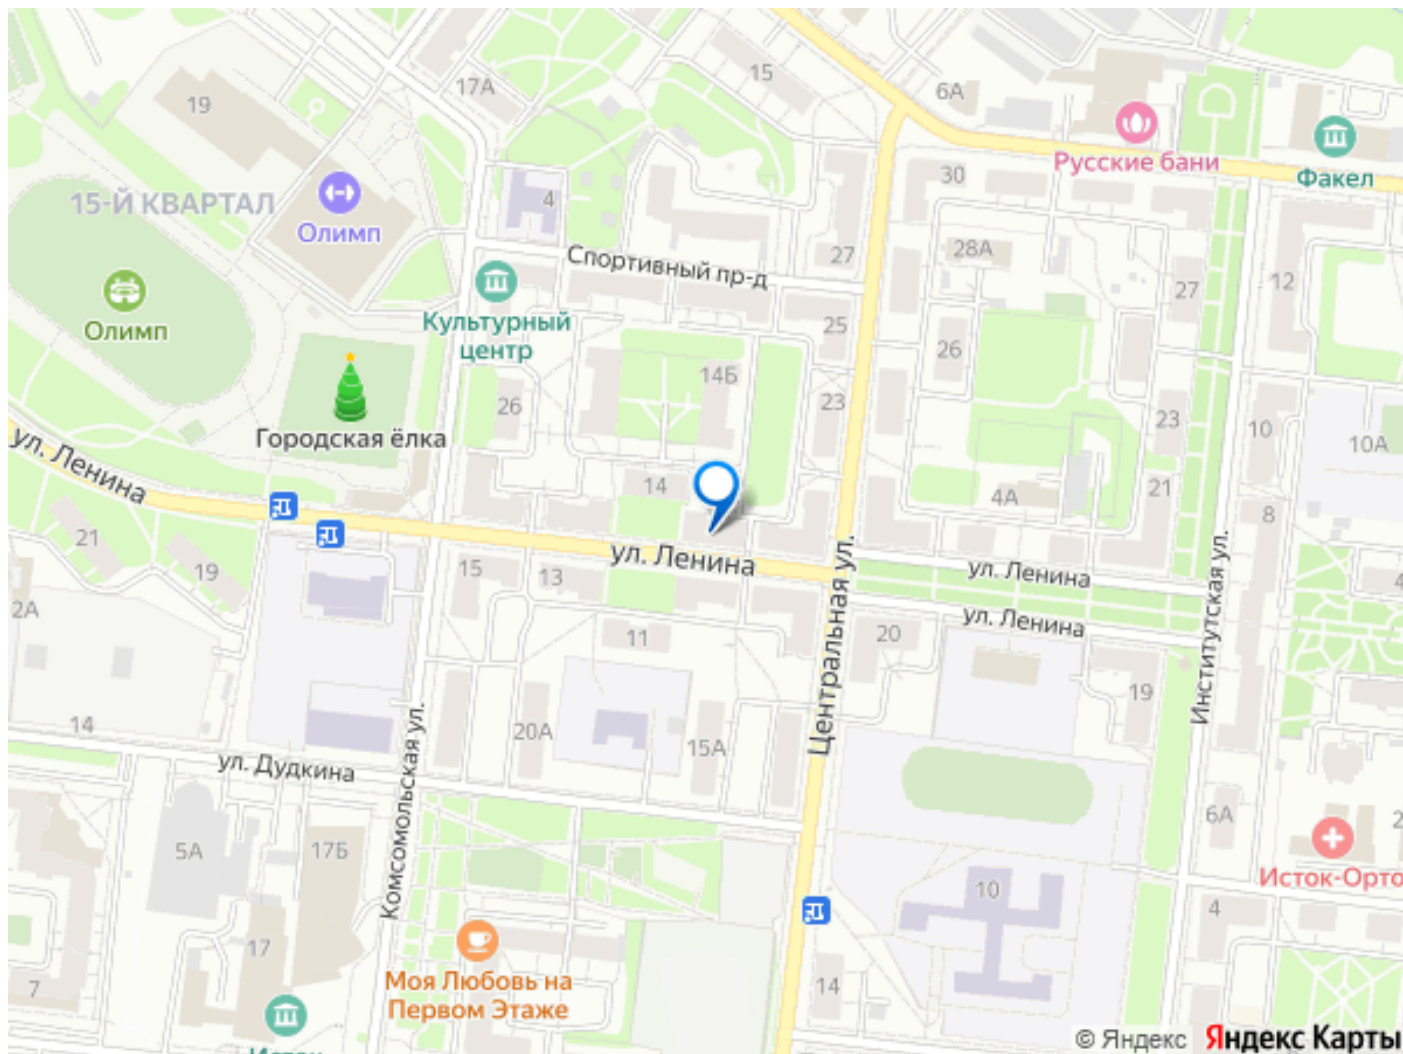 19
17А
15
6А
Русские бани
Факел
15-Й КВАРТАЛ
Олимп
4
30
Спортивный пр-д
27
28А
27
12
Олимп
Культурный
центр
25
26
14Б
26
23
23
10
10А
Городская ёлка
ул. Ленина
14
4А
21
8
21
19
15
13
ул. Ленина
ул. Ленина
ул. Ленина
Институтская ул.
Центральная ул.
2А
11
20
19
14
20А
15А
ул. Дудкина
Комсомольская ул.
5А
17Б
6А
Исток-Орто
10
4
17
7
Моя Любовь на
Первом Этаже
14
© Яндекс Яндекс Карты